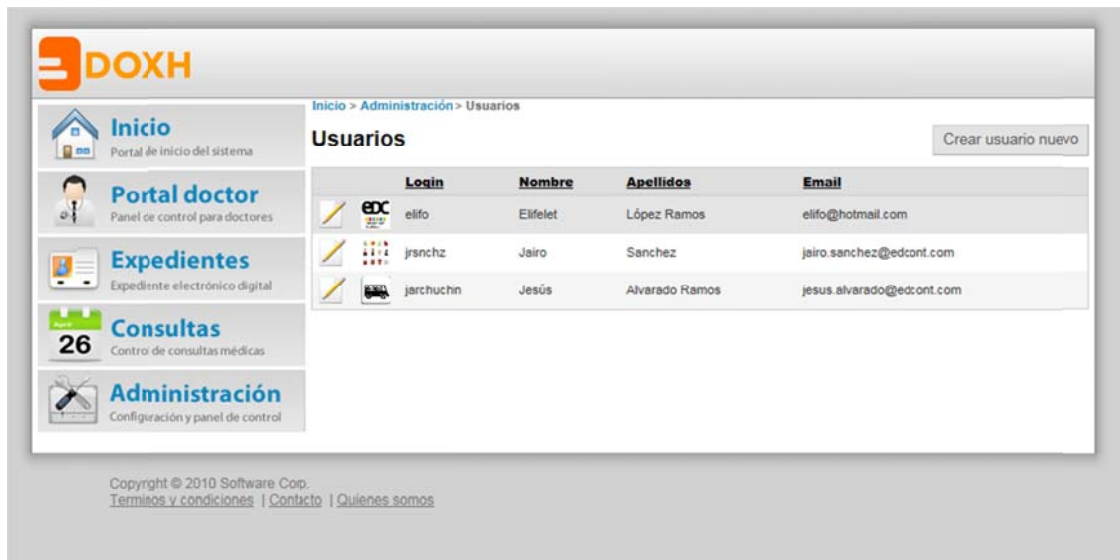 DOXH
Inicio > Administración > Usuarios
Usuarios
Crear usuario nuevo
Inicio
Portal de inicio del sistema
Portal doctor
Panel de control para doctores
Expedientes
Expediente electrónico digital
April
26
Consultas
Control de consultas médicas
Administración
Configuración y panel de control
Login Nombre Apellidos Email
edc
elifo Elifelet López Ramos elifo@hotmail.com
jrsnchz Jairo Sanchez jairo.sanchez@edcont.com
jarchuchn Jesús Alvarado Ramos jesus.alvarado@edcont.com
Copyright © 2010 Software Corp.
Terminos y condiciones | Contacto | Quienes somos